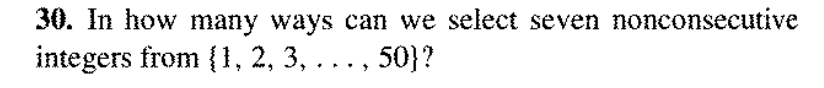 30. In how many ways can we select seven nonconsecutive
integers from {1, 2, 3, . . . , 50}?